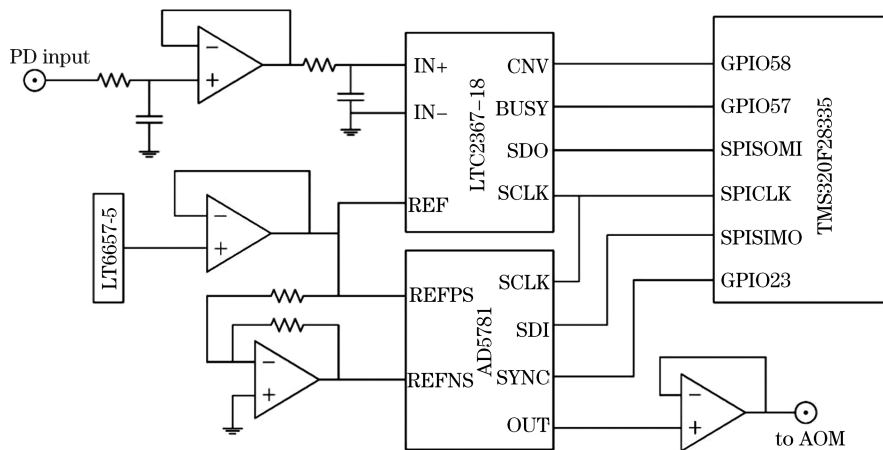 PD input
−
+
IN+
IN−
CNV
BUSY
SDO
SCLK
REF
LTC2367-18
GPIO58
GPIO57
SPISOMI
SPICLK
SPISIMO
GPIO23
TMS320F28335
LT6657-5
−
+
REFPS
REFNS
AD5781
SCLK
SDI
SYNC
OUT
−
+
−
+
to AOM